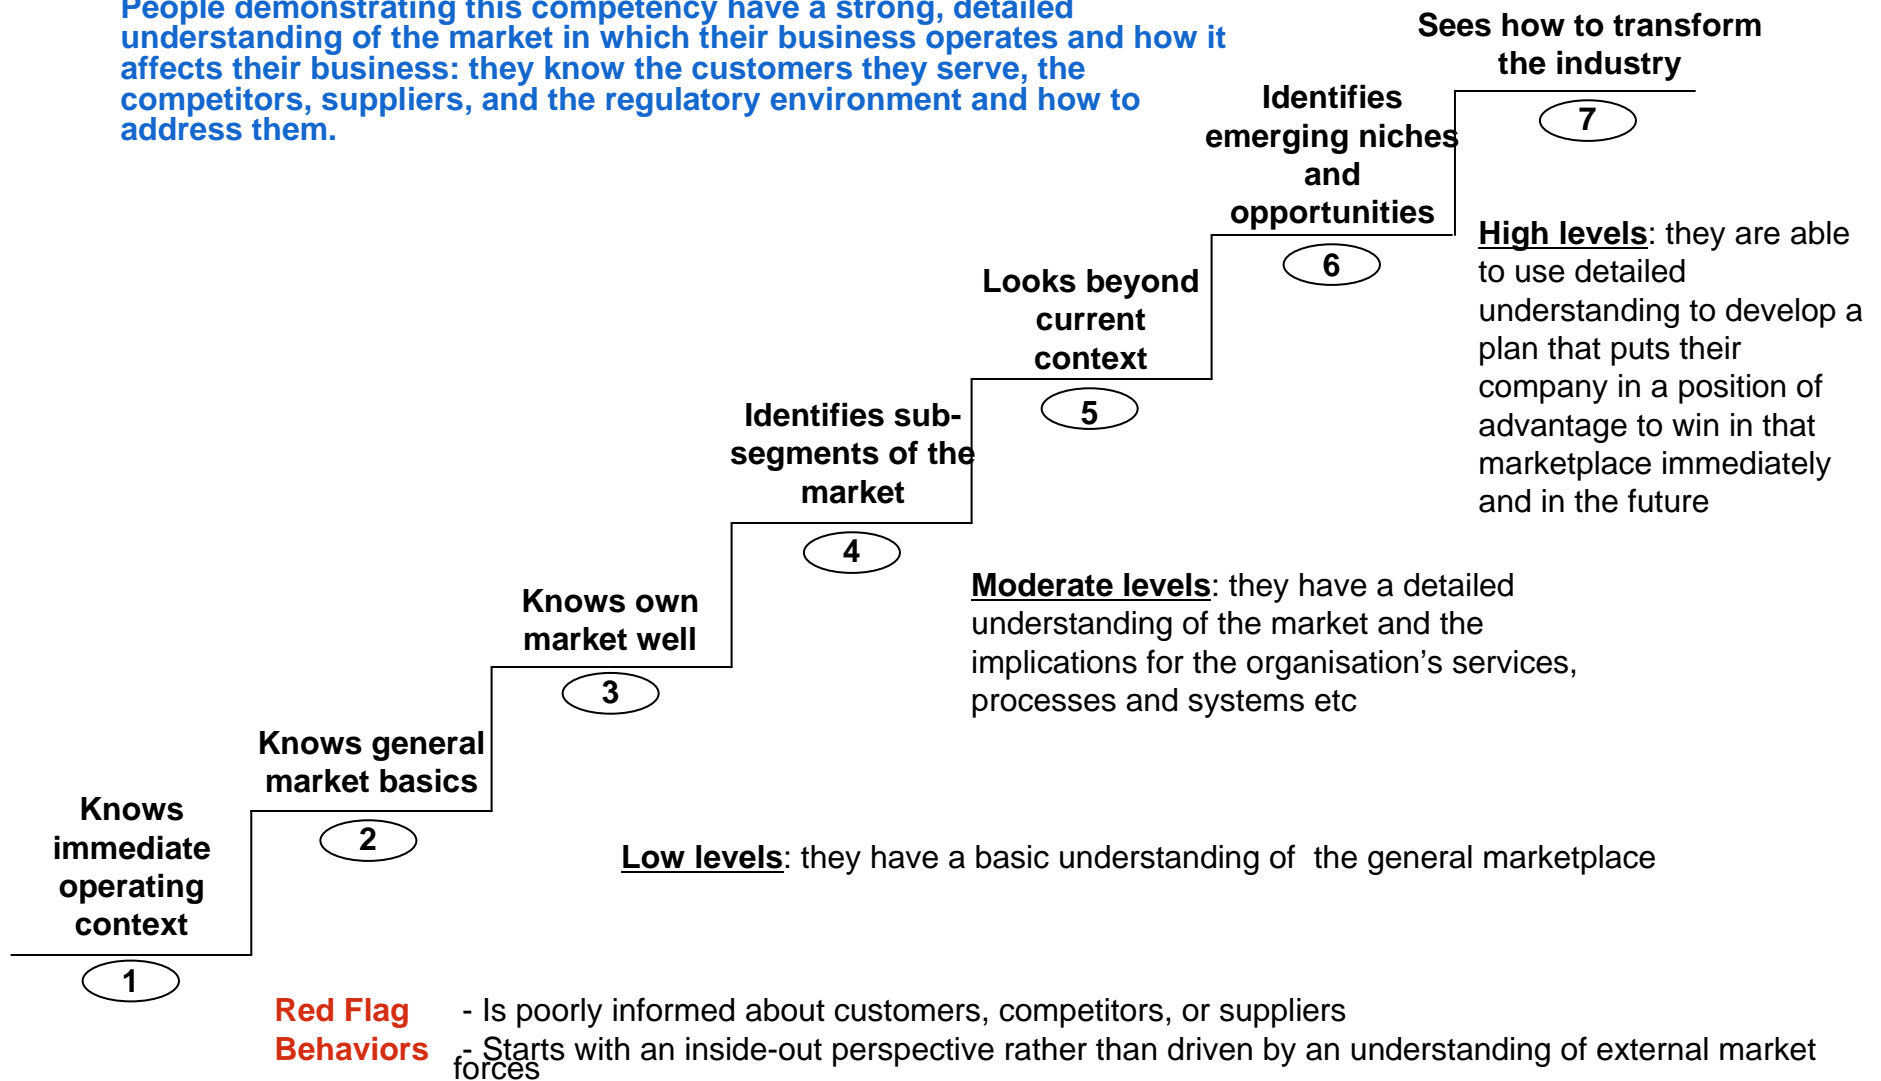 People demonstrating this competency have a strong, detailed
understanding of the market in which their business operates and how it
affects their business: they know the customers they serve, the
competitors, suppliers, and the regulatory environment and how to
address them.
Sees how to transform
the industry
7
Identifies
emerging niches
and
opportunities
6
High levels: they are able
to use detailed
understanding to develop a
plan that puts their
company in a position of
advantage to win in that
marketplace immediately
and in the future
Looks beyond
current
context
5
Identifies sub-
segments of the
market
4
Moderate levels: they have a detailed
understanding of the market and the
implications for the organisation’s services,
processes and systems etc
Knows own
market well
3
Knows general
market basics
2
Low levels: they have a basic understanding of  the general marketplace
Knows
immediate
operating
context
1
Red Flag - Is poorly informed about customers, competitors, or suppliers
Behaviors - Starts with an inside-out perspective rather than driven by an understanding of external market
forces